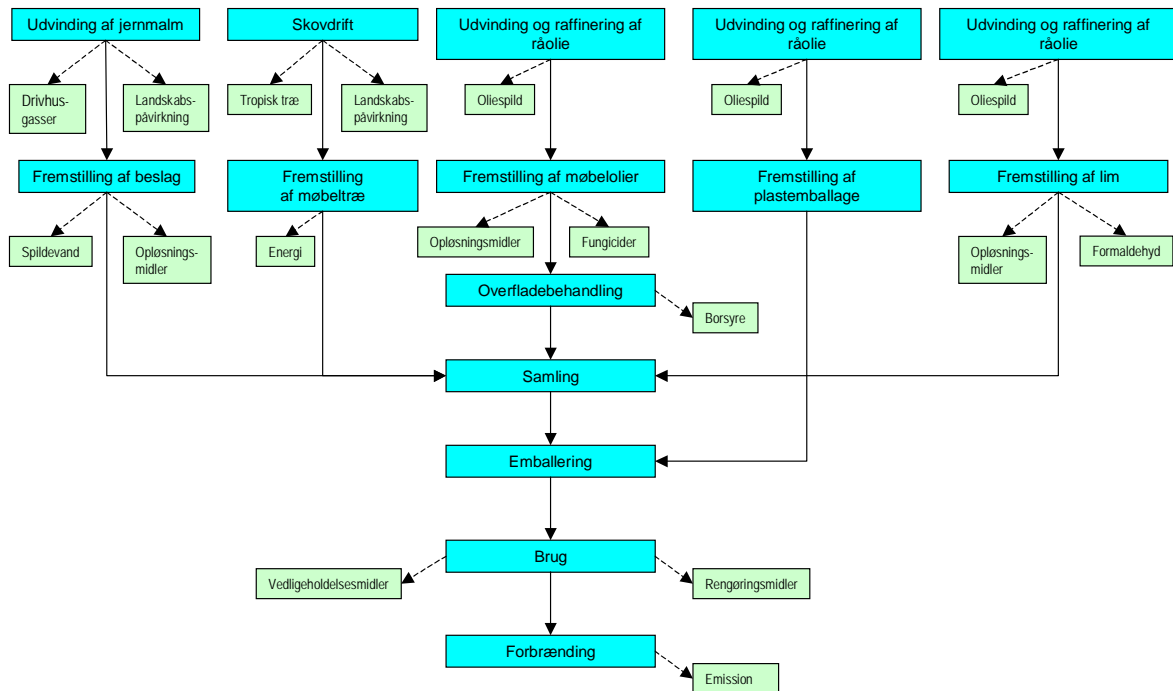 Udvinding af jernmalm
Skovdrift
Udvinding og raffinering af
råolie
Udvinding og raffinering af
råolie
Udvinding og raffinering af
råolie
Drivhus-
gasser
Landskabs-
påvirkning
Tropisk træ
Landskabs-
påvirkning
Oliespild
Oliespild
Oliespild
Fremstilling af beslag
Fremstilling
af møbeltræ
Fremstilling af møbelolier
Fremstilling af
plastemballage
Fremstilling af lim
Spildevand
Opløsnings-
midler
Energi
Opløsningsmidler
Fungicider
Opløsnings-
midler
Formaldehyd
Overfladebehandling
Borsyre
Samling
Emballering
Brug
Vedligeholdelsesmidler
Rengøringsmidler
Forbrænding
Emission